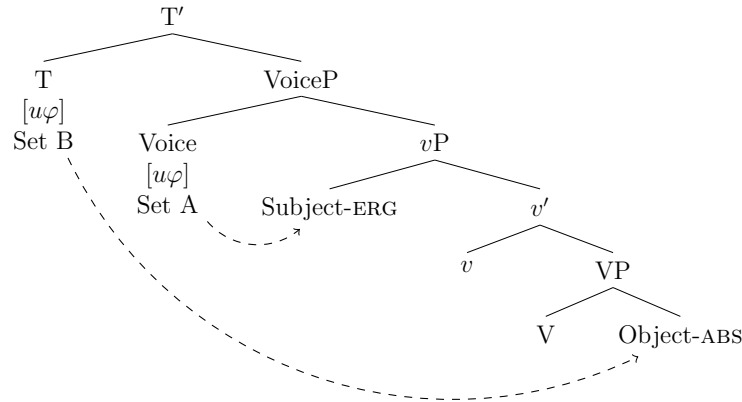 T′
T VoiceP
[uφ]
Set B Voice vP
[uφ]
Set A Subject-ERG v′
v VP
V Object-ABS